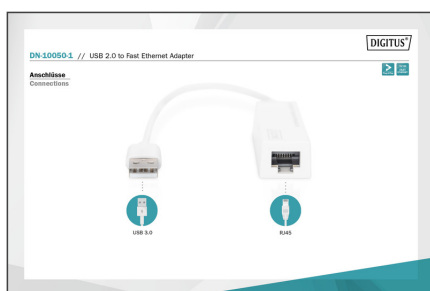 DIGITUS®
DN-10050-1 // USB 2.0 to Fast Ethernet Adapter
Anschlüsse
Connections
USB 3.0
RJ45